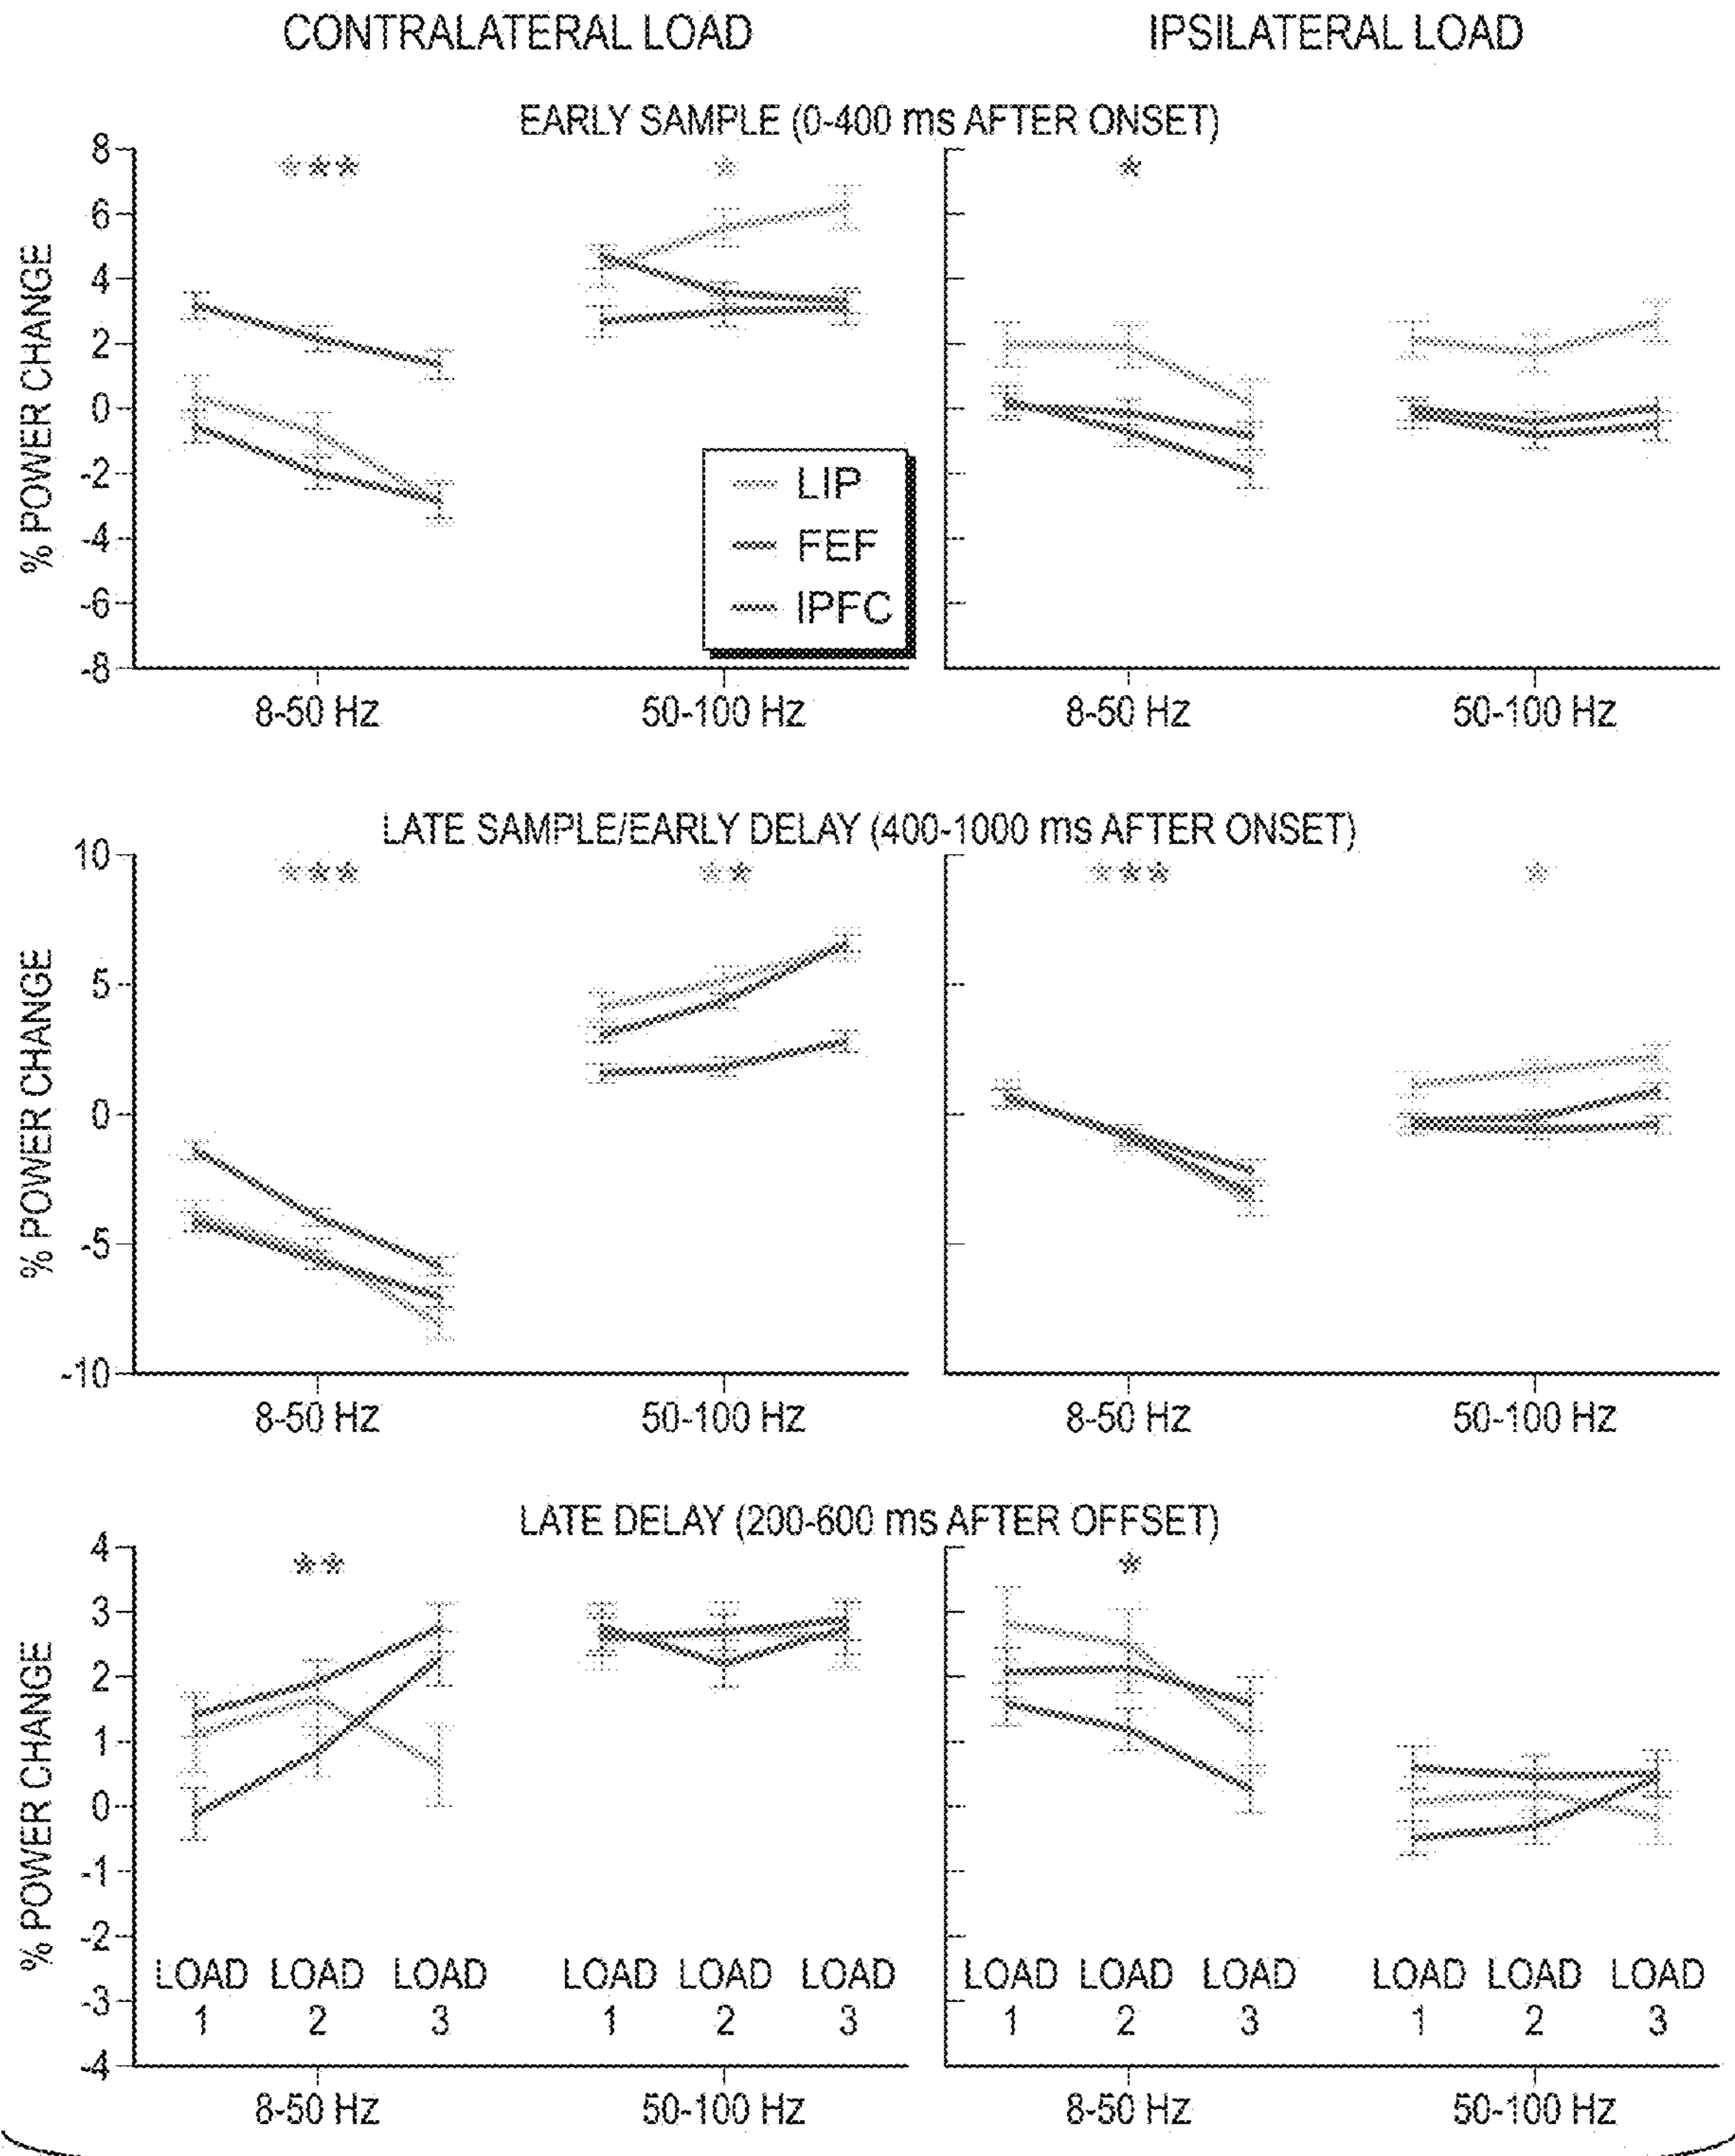 CONTRALATERAL LOAD IPSILATERAL LOAD
EARLY SAMPLE (0-400 ms AFTER ONSET)
% POWER CHANGE
8
6
4
2
0
-2
-4
-6
-8
*** * *
LIP
FEF
lPFC
8-50 Hz 50-100 Hz 8-50 Hz 50-100 Hz
LATE SAMPLE/EARLY DELAY (400-1000 ms AFTER ONSET)
% POWER CHANGE
10
5
0
-5
-10
*** ** *** *
8-50 Hz 50-100 Hz 8-50 Hz 50-100 Hz
LATE DELAY (200-600 ms AFTER OFFSET)
% POWER CHANGE
4
3
2
1
0
-1
-2
-3
-4
** *
LOAD LOAD LOAD LOAD LOAD LOAD LOAD LOAD LOAD LOAD LOAD LOAD
1 2 3 1 2 3 1 2 3 1 2 3
8-50 Hz 50-100 Hz 8-50 Hz 50-100 Hz